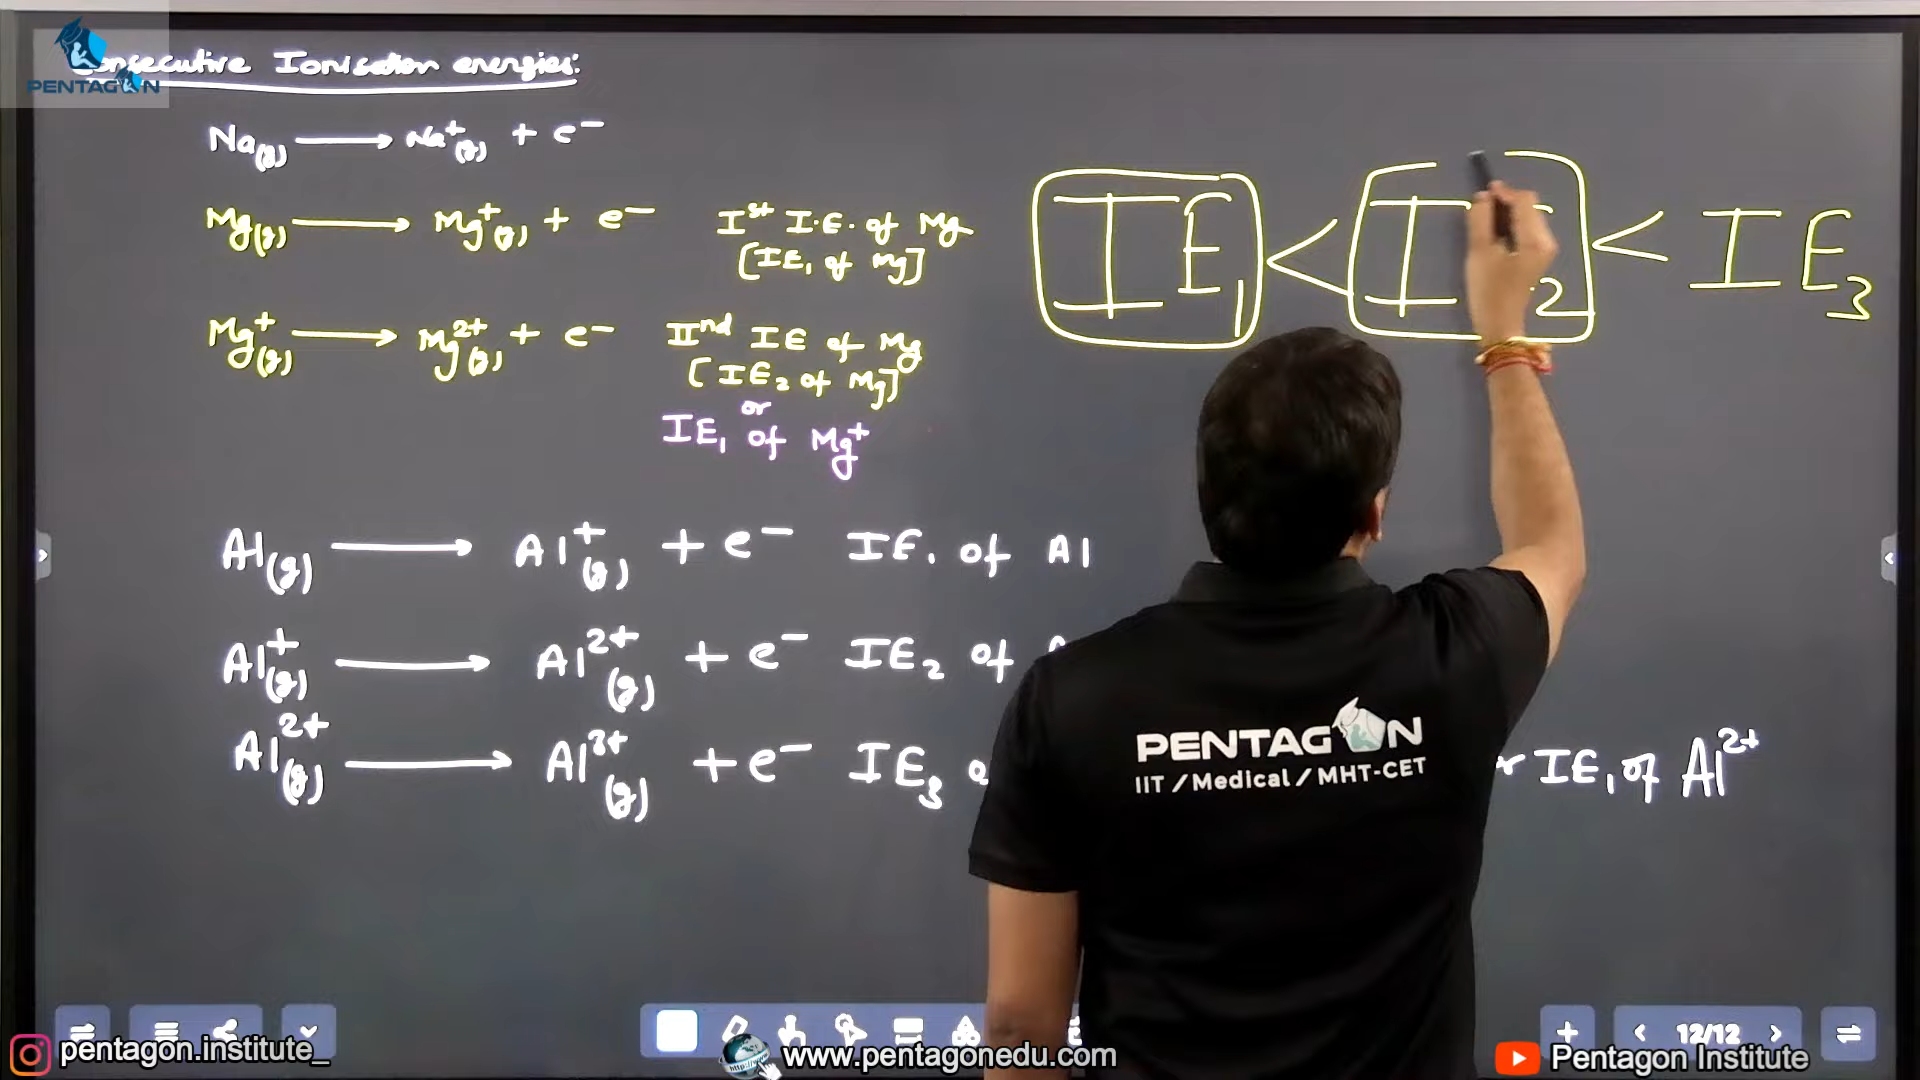 PENTAGON
Consecutive Ionisation energies:
Na(g) ⟶ Na⁺(g) + e⁻
Mg(g) ⟶ Mg⁺(g) + e⁻ Iˢᵗ I.E. of Mg
[IE₁ of Mg]
Mg⁺(g) ⟶ Mg²⁺(g) + e⁻ IIⁿᵈ IE of Mg
[IE₂ of Mg]
or
IE₁ of Mg⁺
IE₁ < I ₂ < IE₃
Al(g) ⟶ Al⁺(g) + e⁻ IE₁ of Al
Al⁺(g) ⟶ Al²⁺(g) + e⁻ IE₂ of
Al²⁺(g) ⟶ Al³⁺(g) + e⁻ IE₃
IE₁ of Al²⁺
PENTAGON
IIT / Medical / MHT-CET
12/12
pentagon.institute_
www.pentagonedu.com
Pentagon Institute